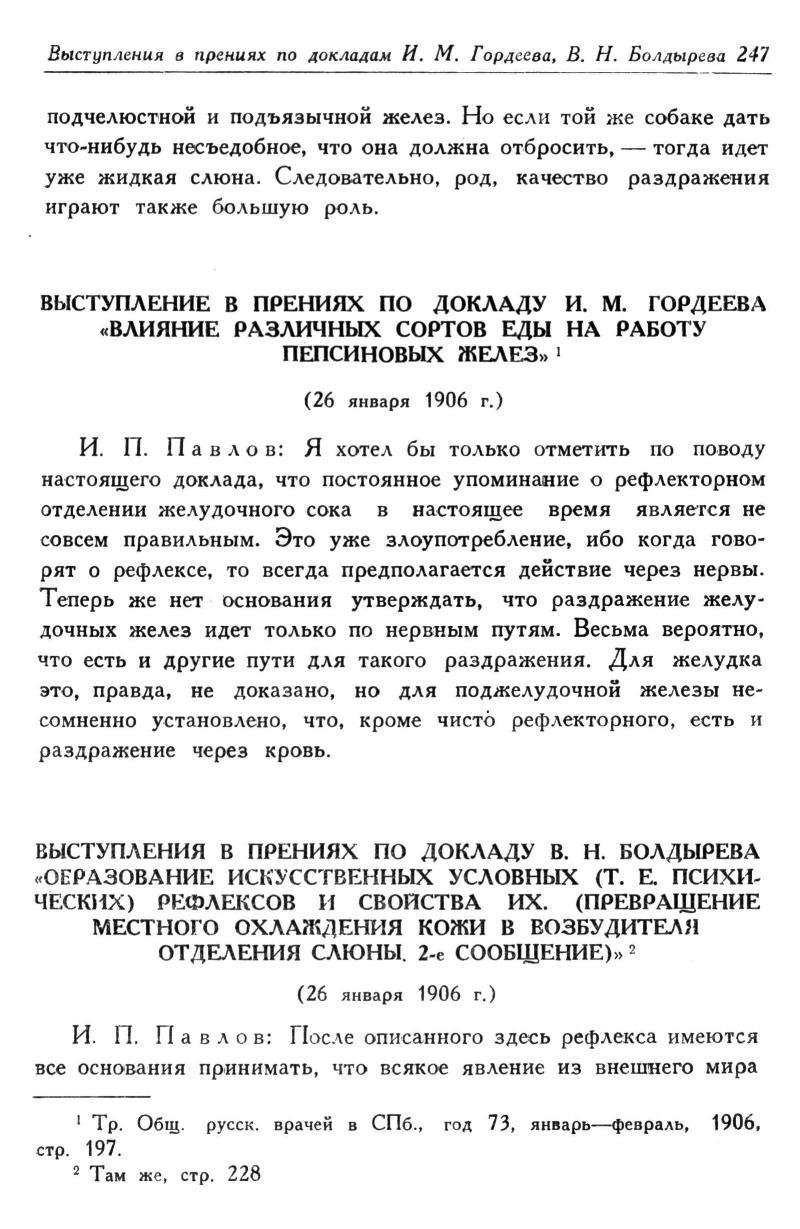 Выступления в прениях по докладам И. М. Гордеева, В. Н. Болдырева 247
подчелюстной и подъязычной желез. Но если той же собаке дать
что-нибудь несъедобное, что она должна отбросить, — тогда идет
уже жидкая слюна. Следовательно, род, качество раздражения
играют также большую роль.
ВЫСТУПЛЕНИЕ В ПРЕНИЯХ ПО ДОКЛАДУ И. М. ГОРДЕЕВА
«ВЛИЯНИЕ РАЗЛИЧНЫХ СОРТОВ ЕДЫ НА РАБОТУ
ПЕПСИНОВЫХ ЖЕЛЕЗ» 1
(26 января 1906 г.)
И. П. Павлов: Я хотел бы только отметить по поводу
настоящего доклада, что постоянное упоминание о рефлекторном
отделении желудочного сока в настоящее время является не
совсем правильным. Это уже злоупотребление, ибо когда гово-
рят о рефлексе, то всегда предполагается действие через нервы.
Теперь же нет основания утверждать, что раздражение желу-
дочных желез идет только по нервным путям. Весьма вероятно,
что есть и другие пути для такого раздражения. Для желудка
это, правда, не доказано, но для поджелудочной железы не-
сомненно установлено, что, кроме чисто́ рефлекторного, есть и
раздражение через кровь.
ВЫСТУПЛЕНИЯ В ПРЕНИЯХ ПО ДОКЛАДУ В. Н. БОЛДЫРЕВА
«ОБРАЗОВАНИЕ ИСКУССТВЕННЫХ УСЛОВНЫХ (Т. Е. ПСИХИ-
ЧЕСКИХ) РЕФЛЕКСОВ И СВОЙСТВА ИХ. (ПРЕВРАЩЕНИЕ
МЕСТНОГО ОХЛАЖДЕНИЯ КОЖИ В ВОЗБУДИТЕЛЯ
ОТДЕЛЕНИЯ СЛЮНЫ. 2-е СООБЩЕНИЕ)» 2
(26 января 1906 г.)
И. П. Павлов: После описанного здесь рефлекса имеются
все основания принимать, что всякое явление из внешнего мира
1 Тр. Общ. русск. врачей в СПб., год 73, январь—февраль, 1906,
стр. 197.
2 Там же, стр. 228